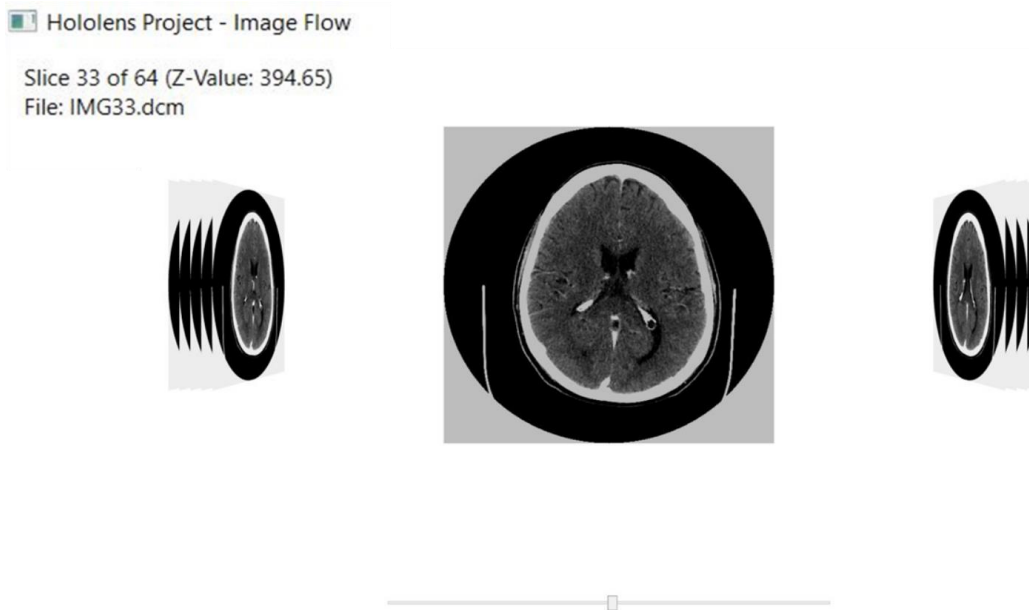 Hololens Project - Image Flow
Slice 33 of 64 (Z-Value: 394.65)
File: IMG33.dcm